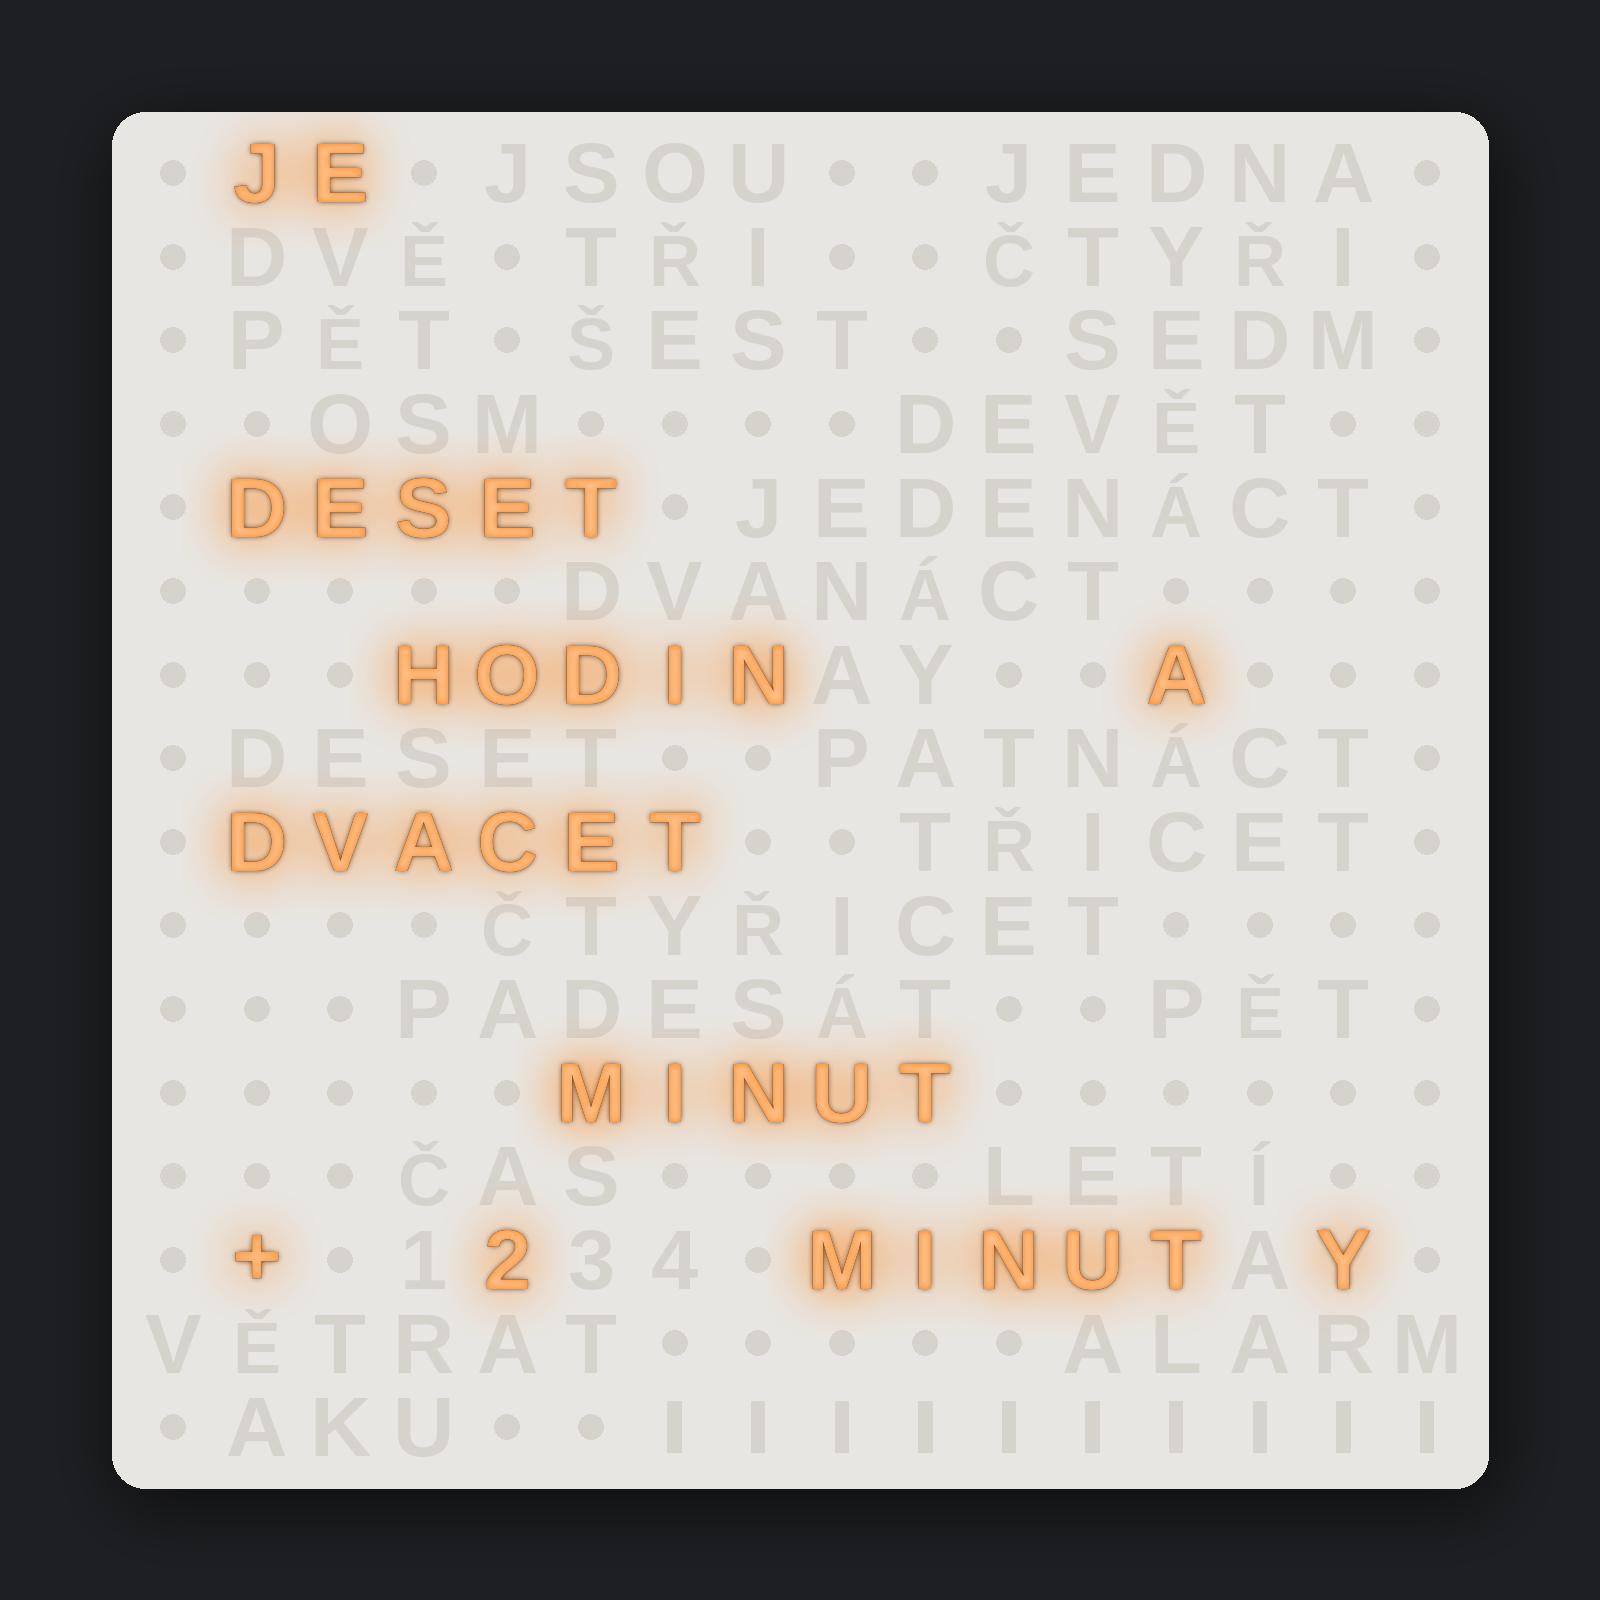 • JE • JSOU • • JEDNA •
• DVĚ • TŘI • • ČTYŘI •
• PĚT • ŠEST • • SEDM •
• • OSM • • • • DEVĚT • •
• DESET • JEDENÁCT •
• • • • • DVANÁCT • • • •
• • • HODINAY • • A • • •
• DESET • • PATNÁCT •
• DVACET • • TŘICET •
• • • • ČTYŘICET • • • •
• • • PADESÁT • • PĚT •
• • • • • MINUT • • • • • •
• • • ČAS • • • • LETÍ • •
• + • 1234 • MINUTAY •
VĚTRAT • • • • • ALARM
• AKU • • IIIIIIIIII